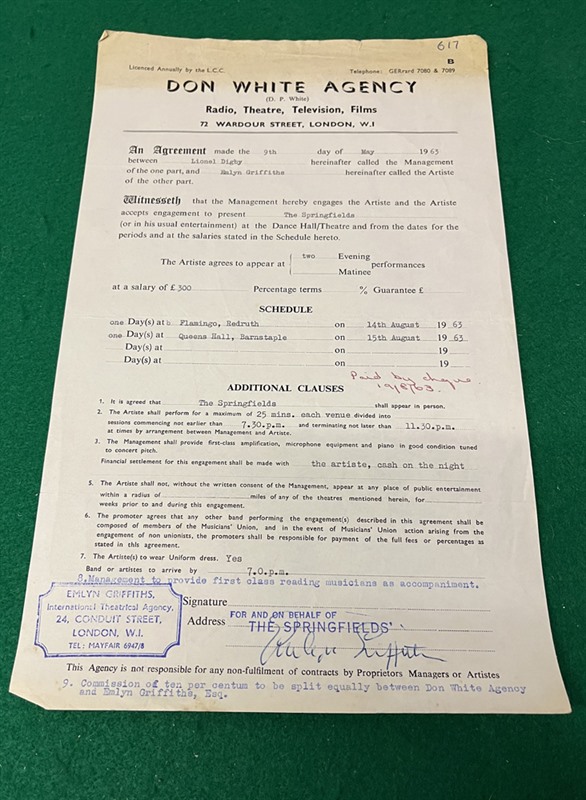 617
B
Licenced Annually by the L.C.C. Telephone: GERrard 7080 & 7089
DON WHITE AGENCY
(D. P. White)
Radio, Theatre, Television, Films
72 WARDOUR STREET, LONDON, W.I
An Agreement made the 9th day of May 1963
between Lionel Digby hereinafter called the Management
of the one part, and Emlyn Griffiths hereinafter called the Artiste
of the other part.
Witnesseth that the Management hereby engages the Artiste and the Artiste
accepts engagement to present The Springfields
(or in his usual entertainment) at the Dance Hall/Theatre and from the dates for the
periods and at the salaries stated in the Schedule hereto.
The Artiste agrees to appear at two Evening performances
Matinee
at a salary of £300 Percentage terms % Guarantee £
SCHEDULE
one Day(s) at Flamingo, Redruth on 14th August 1963
one Day(s) at Queens Hall, Barnstaple on 15th August 1963
Day(s) at on 19
Day(s) at on 19
Paid by cheque
19/8/63.
ADDITIONAL CLAUSES
1. It is agreed that The Springfields shall appear in person.
2. The Artiste shall perform for a maximum of 25 mins. each venue divided into
sessions commencing not earlier than 7.30.p.m. and terminating not later than 11.30.p.m.
at times by arrangement between Management and Artiste.
3. The Management shall provide first-class amplification, microphone equipment and piano in good condition tuned
to concert pitch.
Financial settlement for this engagement shall be made with the artiste, cash on the night
5. The Artiste shall not, without the written consent of the Management, appear at any place of public entertainment
within a radius of miles of any of the theatres mentioned herein, for
weeks prior to and during this engagement.
6. The promoter agrees that any other band performing the engagement(s) described in this agreement shall be
composed of members of the Musicians' Union, and in the event of Musicians' Union action arising from the
engagement of non unionists, the promoters shall be responsible for payment of the full fees or percentages as
stated in this agreement.
7. The Artiste(s) to wear Uniform dress. Yes
Band or artistes to arrive by 7.0.p.m.
8.Management to provide first class reading musicians as accompaniment.
EMLYN GRIFFITHS,
International Theatrical Agency,
24, CONDUIT STREET,
LONDON, W.I.
TEL: MAYFAIR 6947/8
Signature
Address FOR AND ON BEHALF OF
THE SPRINGFIELDS'
Emlyn Griffiths
This Agency is not responsible for any non-fulfilment of contracts by Proprietors Managers or Artistes
9. Commission of ten per centum to be split equally between Don White Agency
and Emlyn Griffiths, Esq.